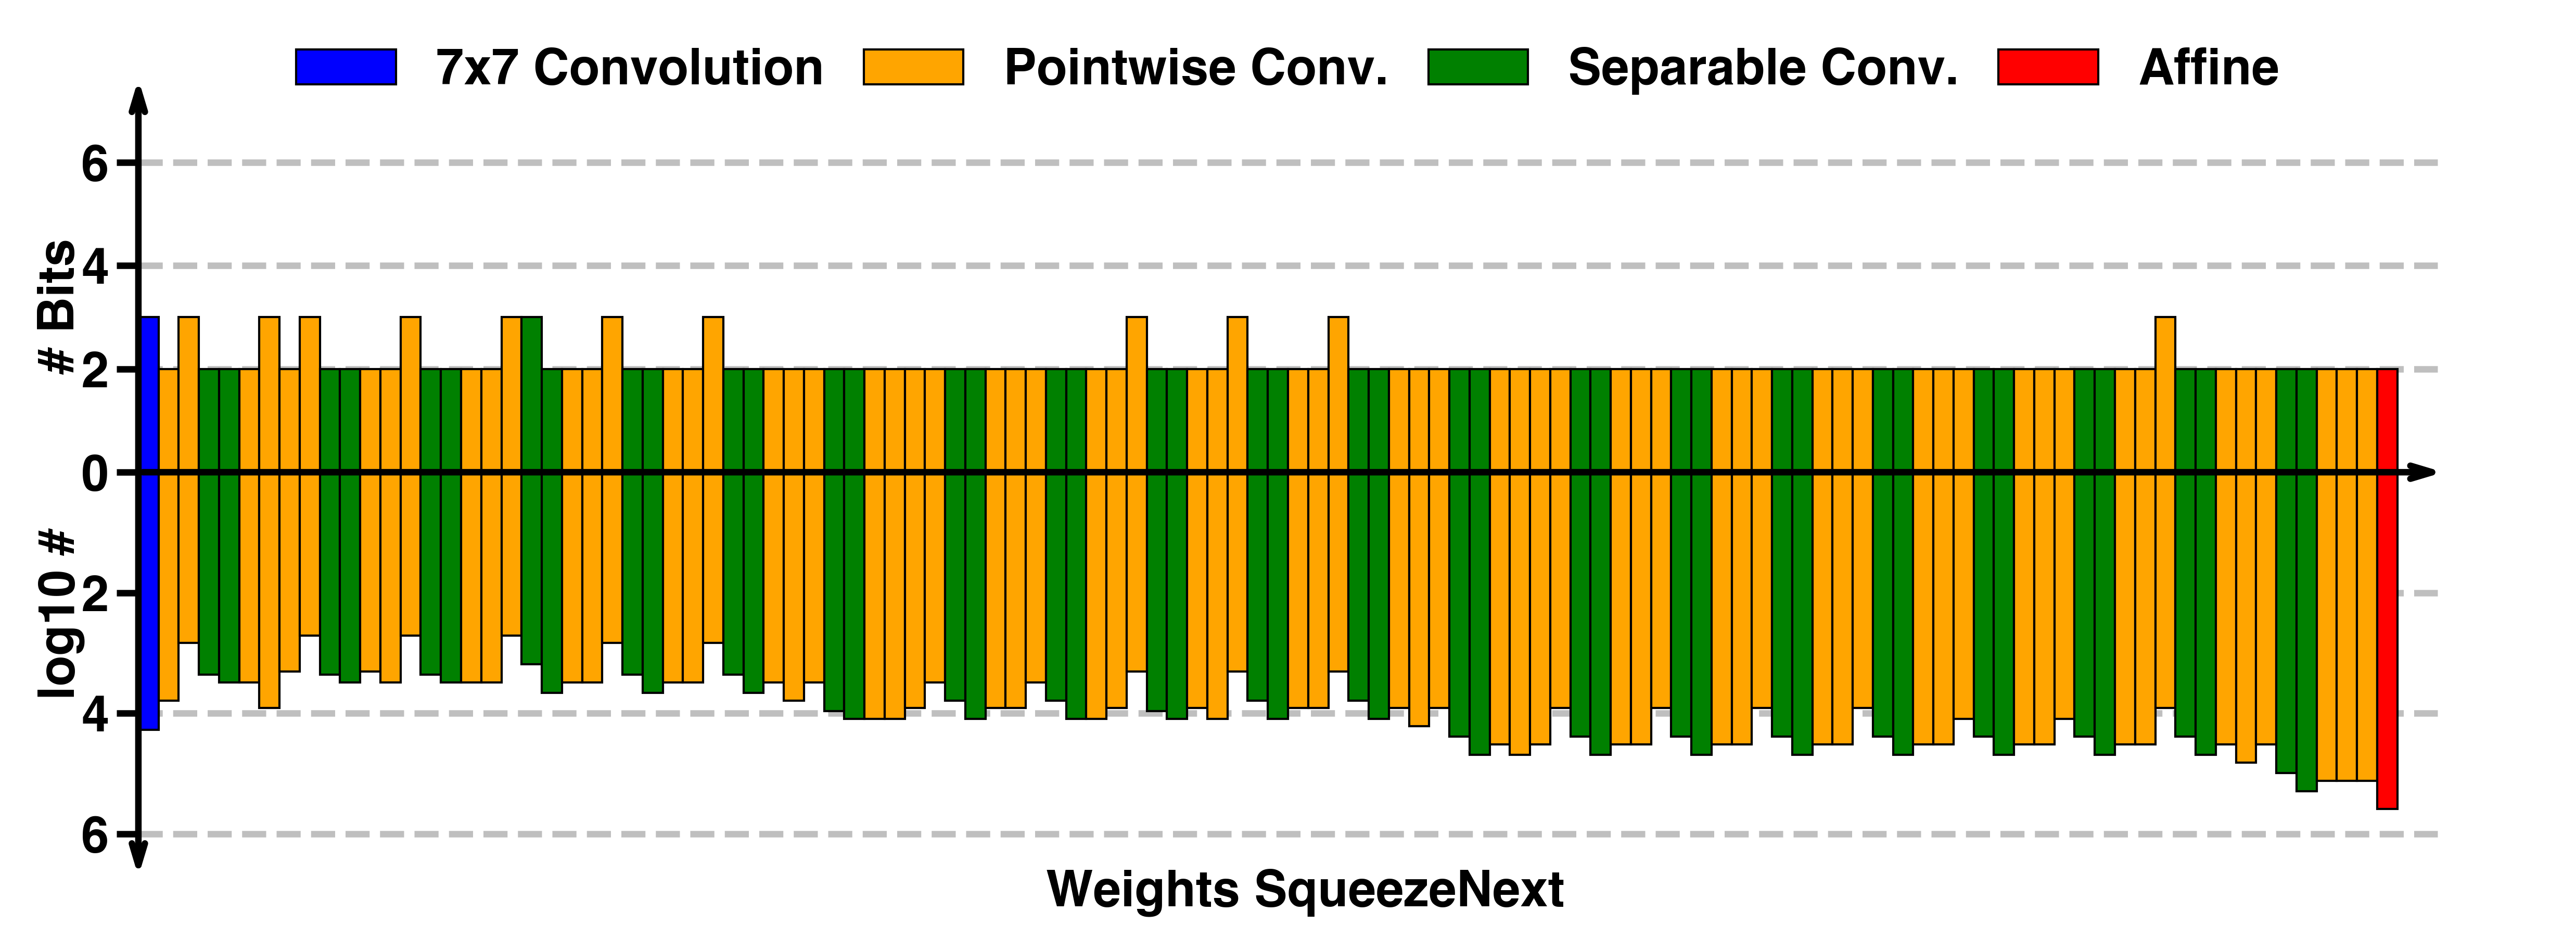 7x7 Convolution Pointwise Conv. Separable Conv. Affine
# Bits
6
4
2
0
log10 #
2
4
6
Weights SqueezeNext